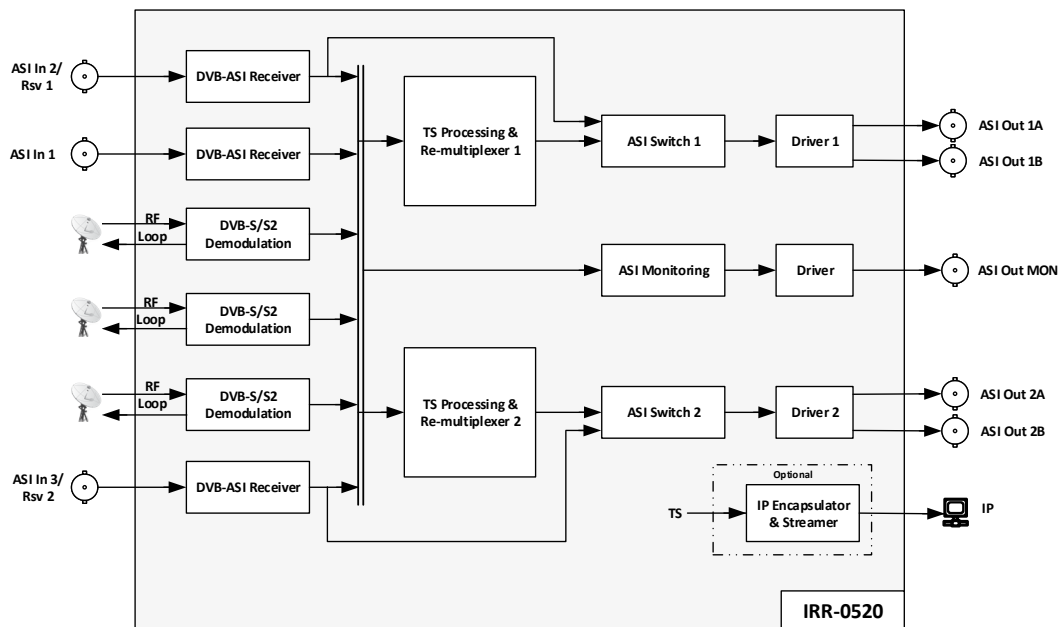 ASI In 2/
Rsv 1
DVB-ASI Receiver
TS Processing &
Re-multiplexer 1
ASI Switch 1
Driver 1
ASI Out 1A
ASI Out 1B
ASI In 1
DVB-ASI Receiver
RF
Loop
DVB-S/S2
Demodulation
ASI Monitoring
Driver
ASI Out MON
RF
Loop
DVB-S/S2
Demodulation
RF
Loop
DVB-S/S2
Demodulation
TS Processing &
Re-multiplexer 2
ASI Switch 2
Driver 2
ASI Out 2A
ASI Out 2B
ASI In 3/
Rsv 2
DVB-ASI Receiver
Optional
TS
IP Encapsulator
& Streamer
IP
IRR-0520